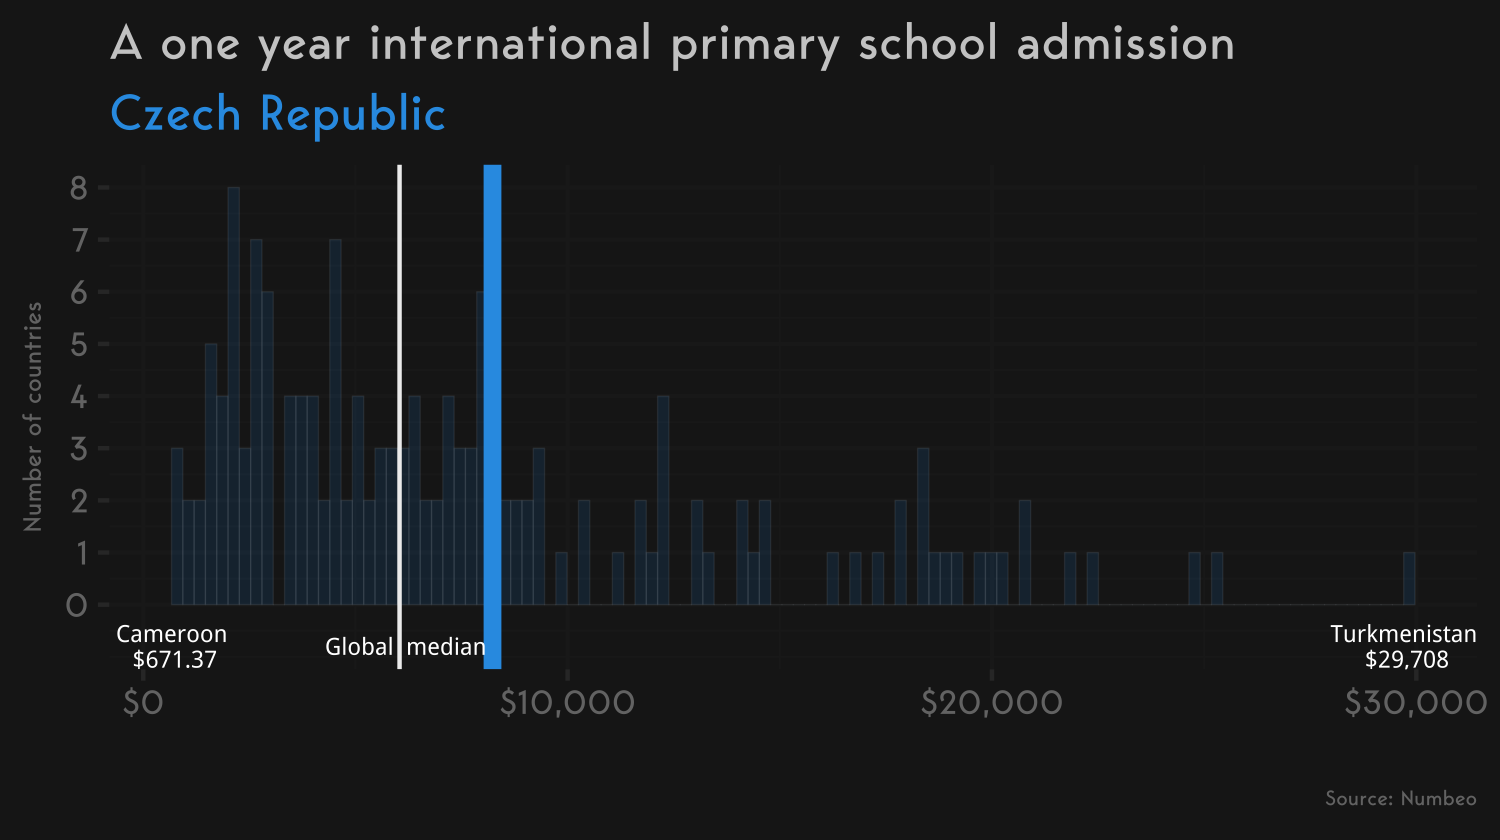 A one year international primary school admission
Czech Republic
Number of countries
8
7
6
5
4
3
2
1
0
Cameroon
$671.37
Global median
Turkmenistan
$29,708
$0
$10,000
$20,000
$30,000
Source: Numbeo